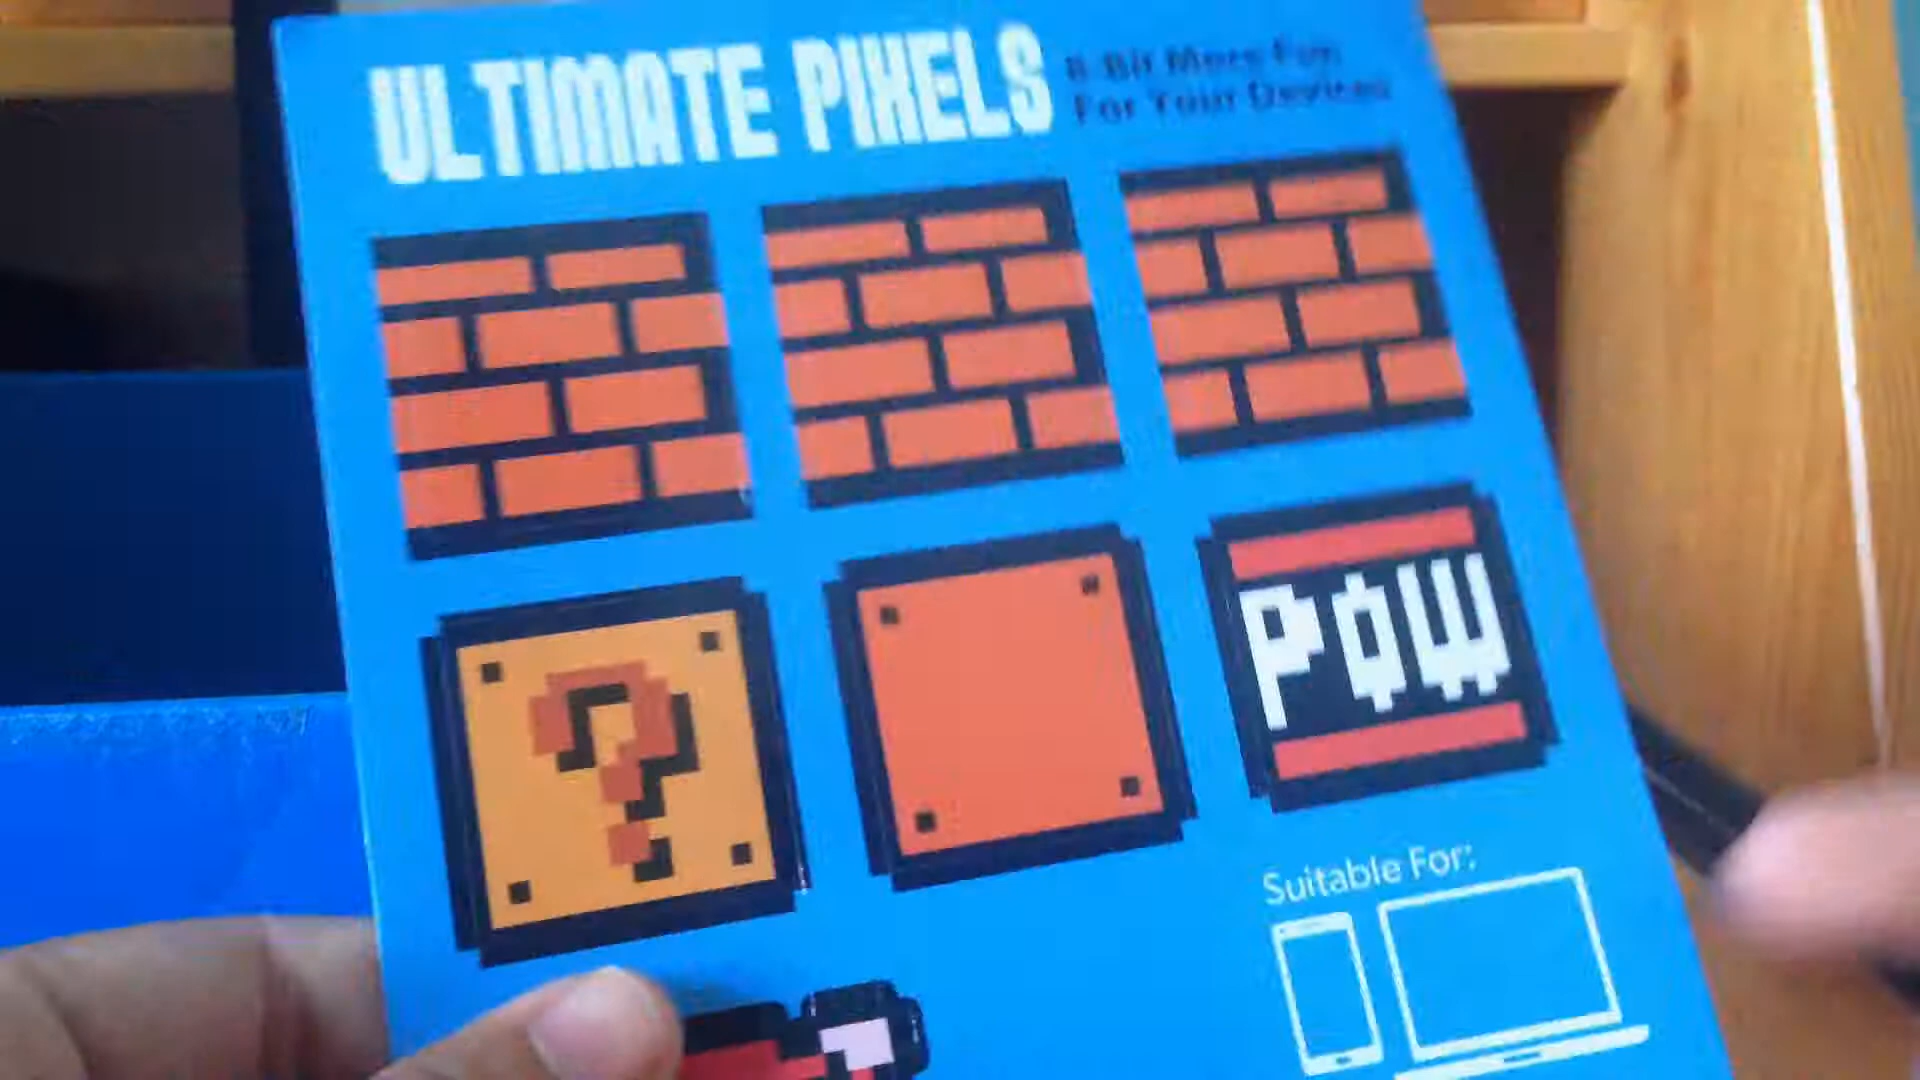 ULTIMATE PIXELS
8-Bit More Fun
For Your Devices
?
POW
Suitable For: